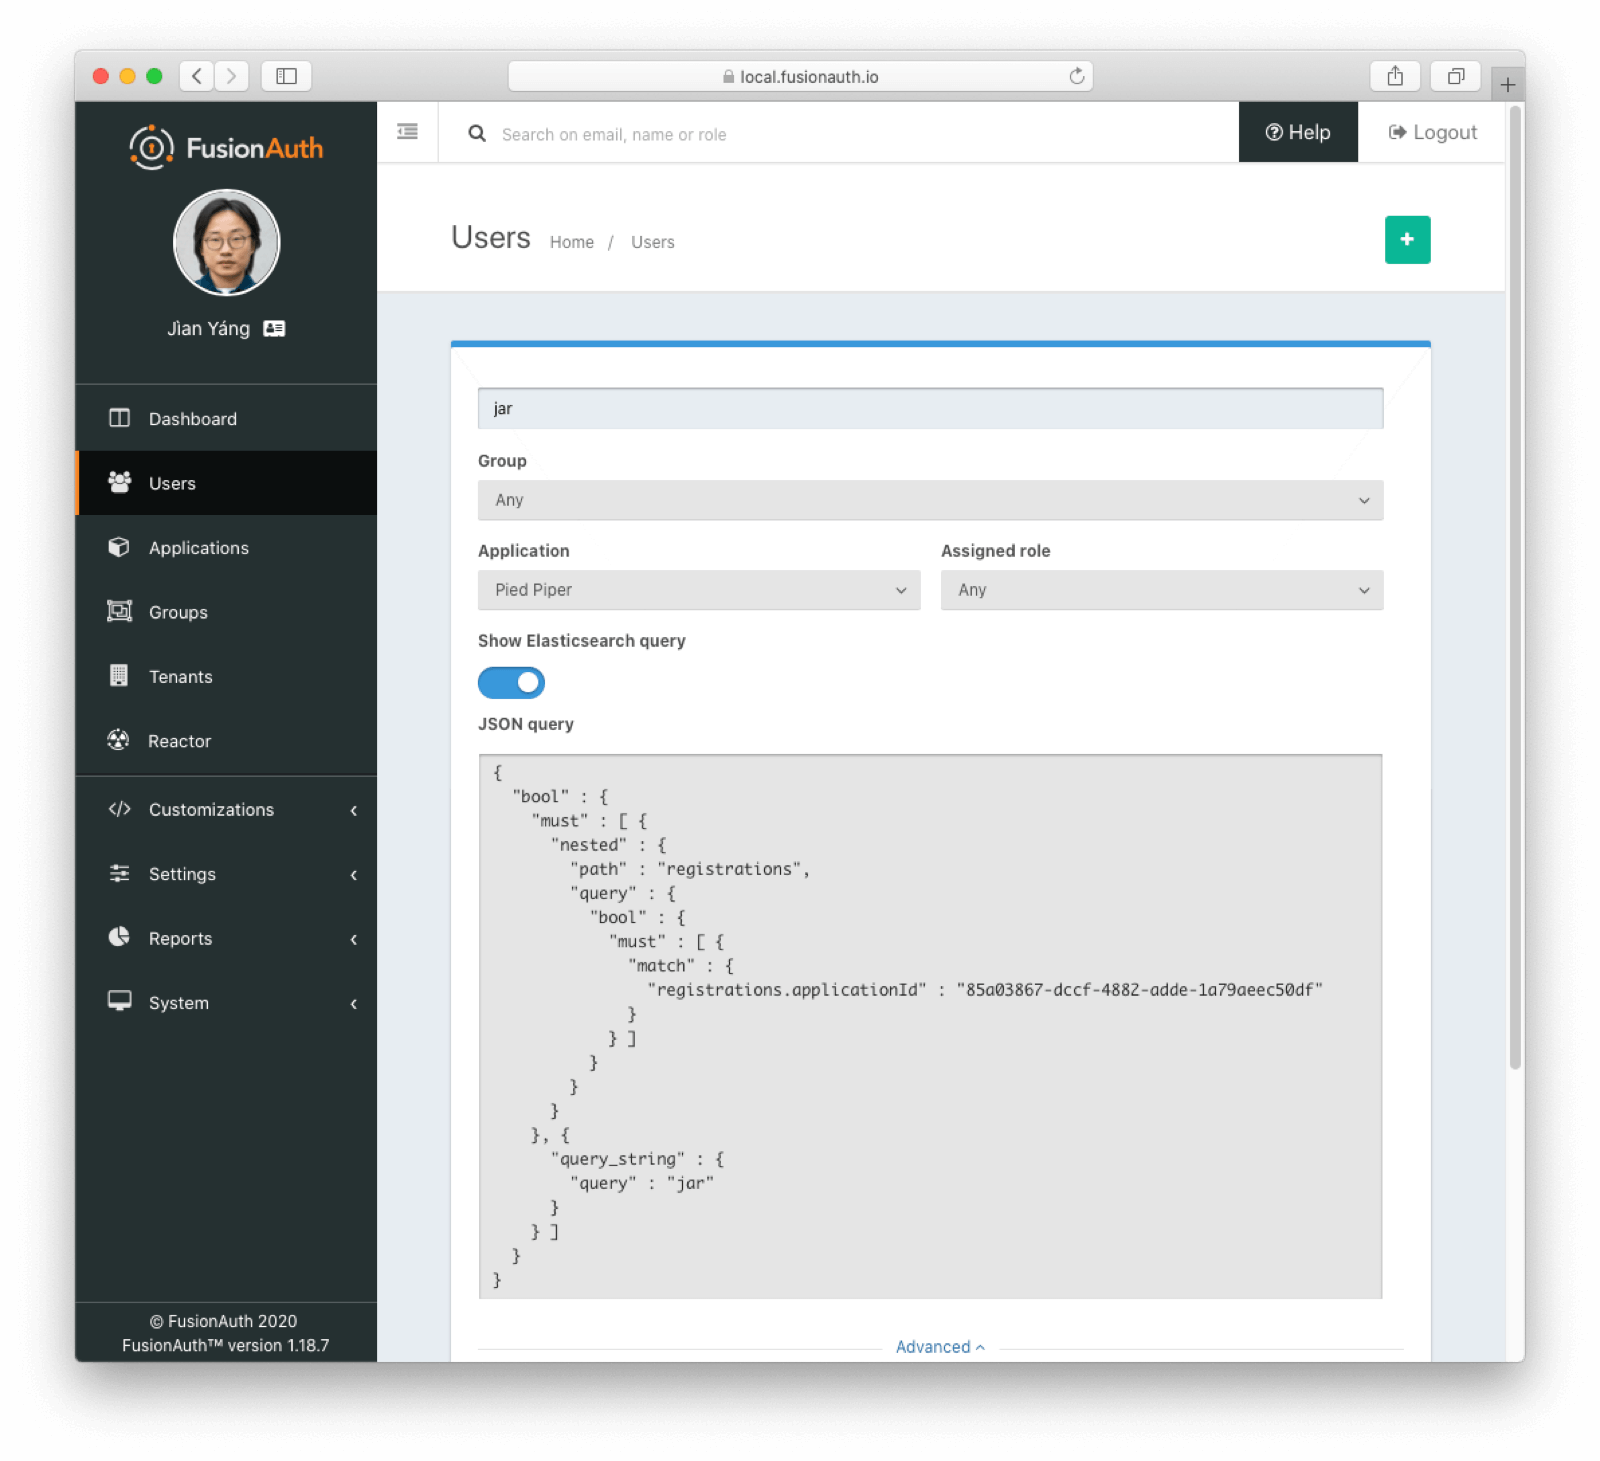 local.fusionauth.io
FusionAuth
Search on email, name or role
Help
Logout
Jìan Yáng
Users Home / Users
Dashboard
Users
Applications
Groups
Tenants
Reactor
Customizations
Settings
Reports
System
© FusionAuth 2020
FusionAuth™ version 1.18.7
jar
Group
Any
Application
Assigned role
Pied Piper
Any
Show Elasticsearch query
JSON query
{
  "bool" : {
    "must" : [ {
      "nested" : {
        "path" : "registrations",
        "query" : {
          "bool" : {
            "must" : [ {
              "match" : {
                "registrations.applicationId" : "85a03867-dccf-4882-adde-1a79aeec50df"
              }
            } ]
          }
        }
      }
    }, {
      "query_string" : {
        "query" : "jar"
      }
    } ]
  }
}
Advanced